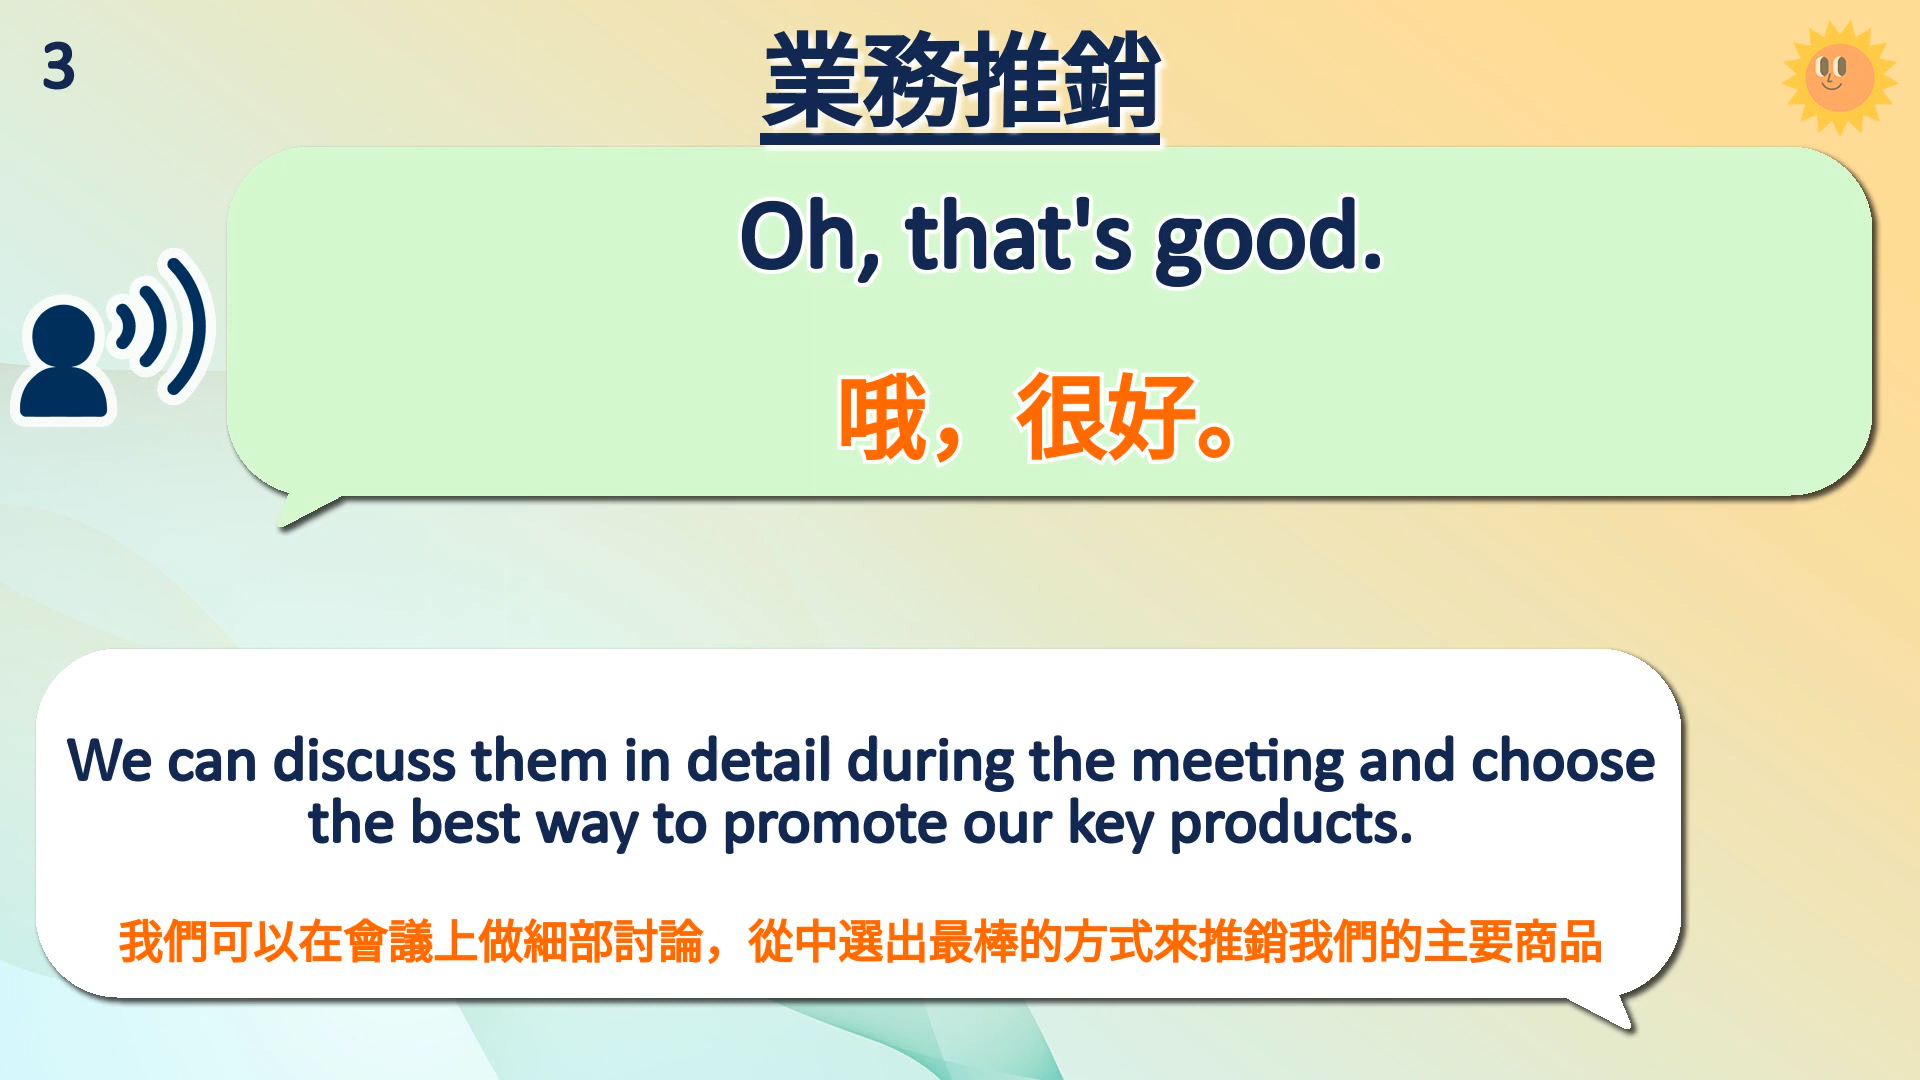 3
業務推銷
Oh, that's good.
哦，很好。
We can discuss them in detail during the meeting and choose
the best way to promote our key products.
我們可以在會議上做細部討論，從中選出最棒的方式來推銷我們的主要商品